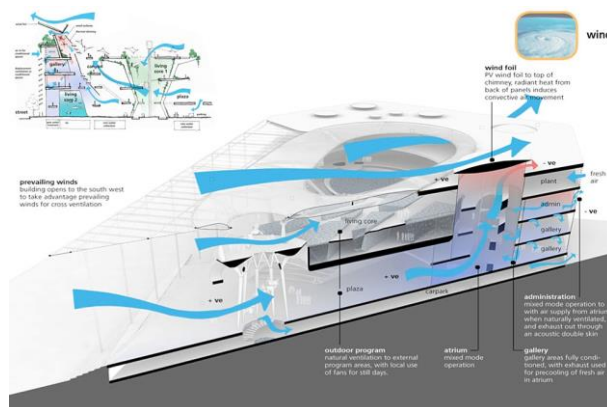 wind
wind foil
PV wind foil to top of
chimney, radiant heat from
back of panels induces
convective air movement
gallery
living core
living
core 1
plaza
street
prevailing winds
building opens to the south west
to take advantage prevailing
winds for cross ventilation
+ ve
- ve
plant
fresh
air
admin
- ve
gallery
gallery
living core
+ ve
+ ve
plaza
carpark
outdoor program
natural ventilation to external
program areas, with local use
of fans for still days.
atrium
mixed mode
operation
administration
mixed mode operation to
with air supply from atrium
when naturally ventilated,
and exhaust out through
an acoustic double skin
gallery
gallery areas fully condi-
tioned, with exhaust used
for precooling of fresh air
in atrium